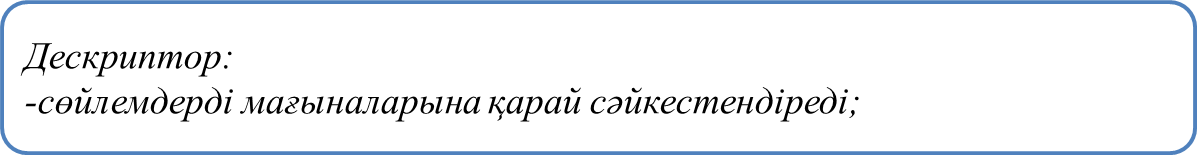 Дескриптор:
-сөйлемдерді мағыналарына қарай сәйкестендіреді;